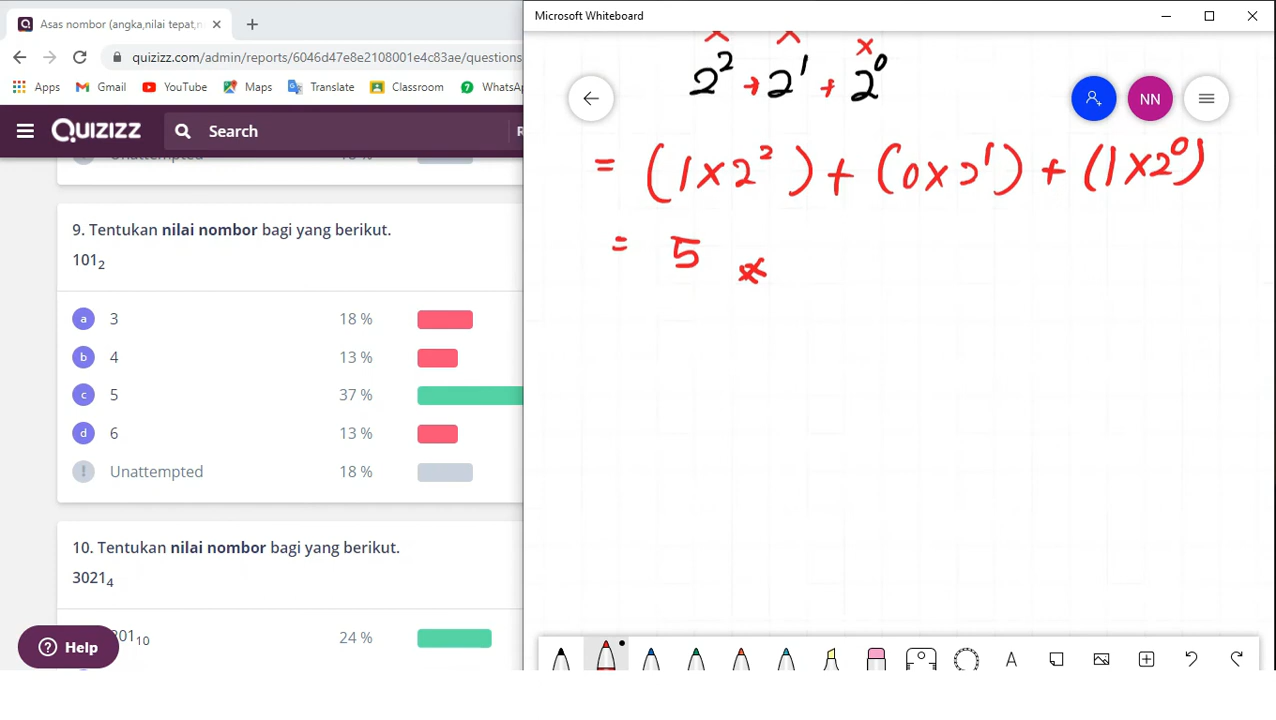 Asas nombor (angka,nilai tepat,n
Microsoft Whiteboard
quizizz.com/admin/reports/6046d47e8e2108001e4c83ae/questions
Apps Gmail YouTube Maps Translate Classroom WhatsA
QUIZIZZ Search R
NN
2² + 2¹ + 2⁰
= (1 × 2²) + (0 × 2¹) + (1 × 2⁰)
= 5
9. Tentukan nilai nombor bagi yang berikut.
101₂
a 3 18 %
b 4 13 %
c 5 37 %
d 6 13 %
! Unattempted 18 %
10. Tentukan nilai nombor bagi yang berikut.
3021₄
01₁₀ 24 %
Help
A